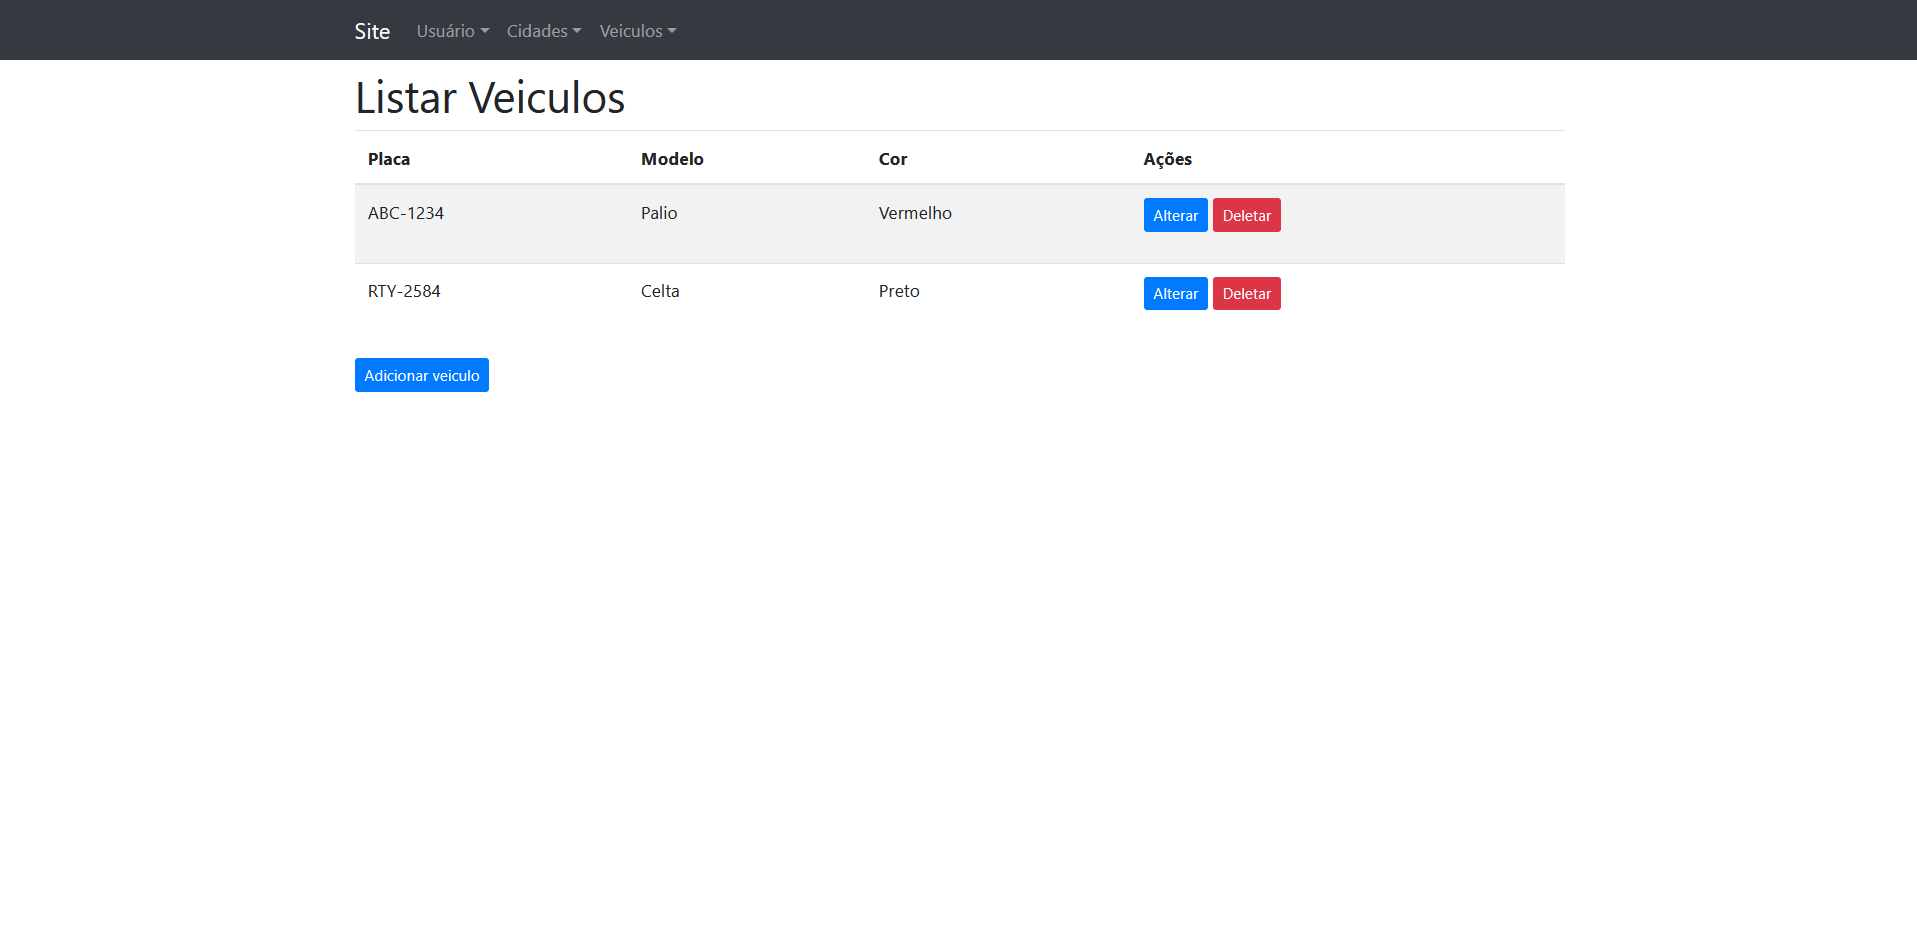 Site Usuário Cidades Veiculos
Listar Veiculos
Placa Modelo Cor Ações
ABC-1234 Palio Vermelho Alterar Deletar
RTY-2584 Celta Preto Alterar Deletar
Adicionar veiculo